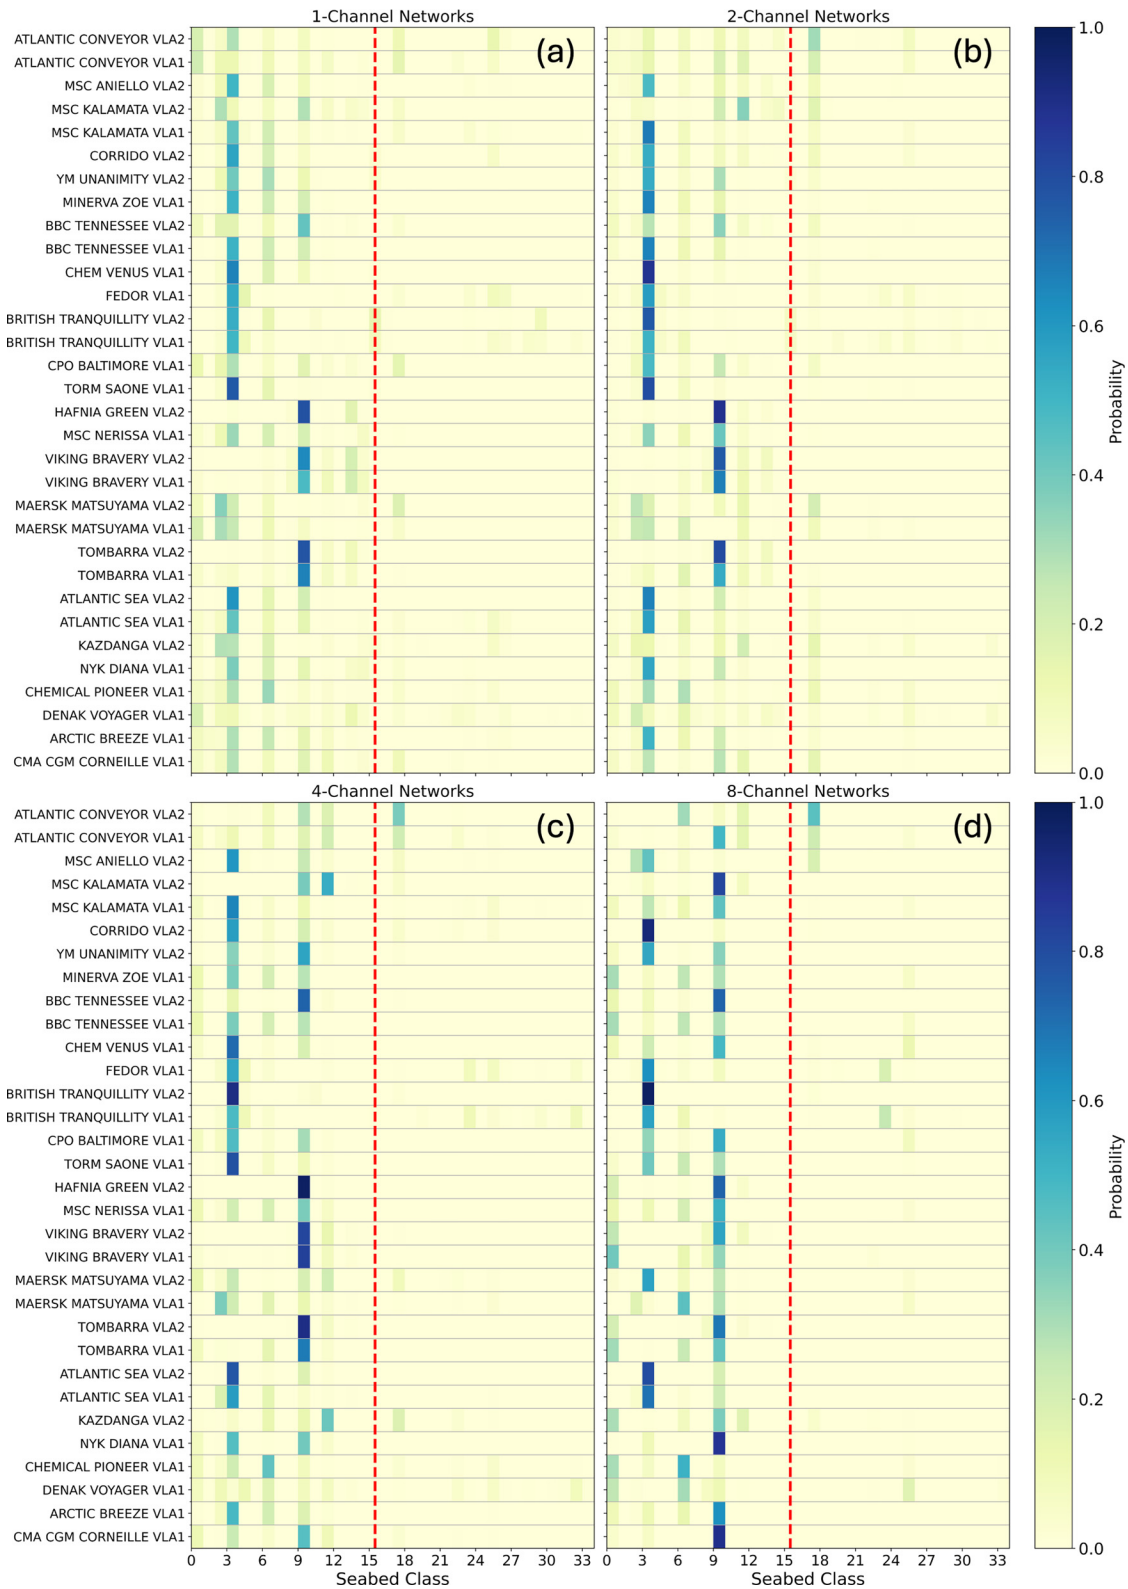 1-Channel Networks
2-Channel Networks
ATLANTIC CONVEYOR VLA2
ATLANTIC CONVEYOR VLA1
MSC ANIELLO VLA2
MSC KALAMATA VLA2
MSC KALAMATA VLA1
CORRIDO VLA2
YM UNANIMITY VLA2
MINERVA ZOE VLA1
BBC TENNESSEE VLA2
BBC TENNESSEE VLA1
CHEM VENUS VLA1
FEDOR VLA1
BRITISH TRANQUILLITY VLA2
BRITISH TRANQUILLITY VLA1
CPO BALTIMORE VLA1
TORM SAONE VLA1
HAFNIA GREEN VLA2
MSC NERISSA VLA1
VIKING BRAVERY VLA2
VIKING BRAVERY VLA1
MAERSK MATSUYAMA VLA2
MAERSK MATSUYAMA VLA1
TOMBARRA VLA2
TOMBARRA VLA1
ATLANTIC SEA VLA2
ATLANTIC SEA VLA1
KAZDANGA VLA2
NYK DIANA VLA1
CHEMICAL PIONEER VLA1
DENAK VOYAGER VLA1
ARCTIC BREEZE VLA1
CMA CGM CORNEILLE VLA1
(a)
(b)
1.0
0.8
0.6
0.4
0.2
0.0
Probability
4-Channel Networks
8-Channel Networks
ATLANTIC CONVEYOR VLA2
ATLANTIC CONVEYOR VLA1
MSC ANIELLO VLA2
MSC KALAMATA VLA2
MSC KALAMATA VLA1
CORRIDO VLA2
YM UNANIMITY VLA2
MINERVA ZOE VLA1
BBC TENNESSEE VLA2
BBC TENNESSEE VLA1
CHEM VENUS VLA1
FEDOR VLA1
BRITISH TRANQUILLITY VLA2
BRITISH TRANQUILLITY VLA1
CPO BALTIMORE VLA1
TORM SAONE VLA1
HAFNIA GREEN VLA2
MSC NERISSA VLA1
VIKING BRAVERY VLA2
VIKING BRAVERY VLA1
MAERSK MATSUYAMA VLA2
MAERSK MATSUYAMA VLA1
TOMBARRA VLA2
TOMBARRA VLA1
ATLANTIC SEA VLA2
ATLANTIC SEA VLA1
KAZDANGA VLA2
NYK DIANA VLA1
CHEMICAL PIONEER VLA1
DENAK VOYAGER VLA1
ARCTIC BREEZE VLA1
CMA CGM CORNEILLE VLA1
(c)
(d)
1.0
0.8
0.6
0.4
0.2
0.0
Probability
0 3 6 9 12 15 18 21 24 27 30 33
0 3 6 9 12 15 18 21 24 27 30 33
Seabed Class
Seabed Class